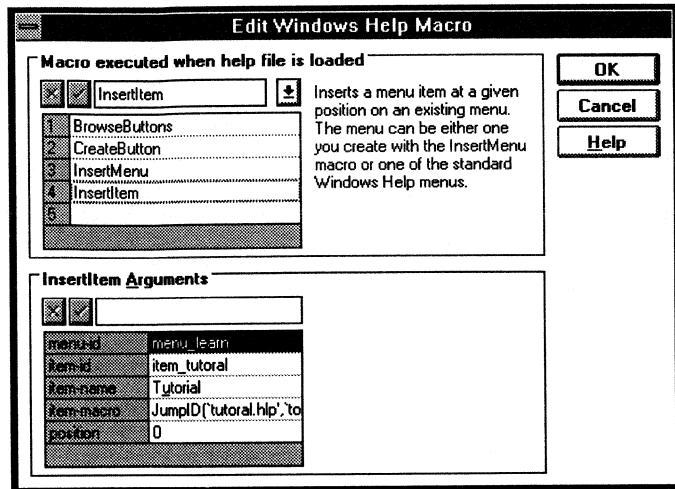 Edit Windows Help Macro
Macro executed when help file is loaded
InsertItem
1 BrowseButtons
2 CreateButton
3 InsertMenu
4 InsertItem
5
Inserts a menu item at a given
position on an existing menu.
The menu can be either one
you create with the InsertMenu
macro or one of the standard
Windows Help menus.
OK
Cancel
Help
InsertItem Arguments
menu-id menu_learn
item-id item_tutoral
item-name Tutorial
item-macro JumpID(`tutoral.hlp',`to
position 0